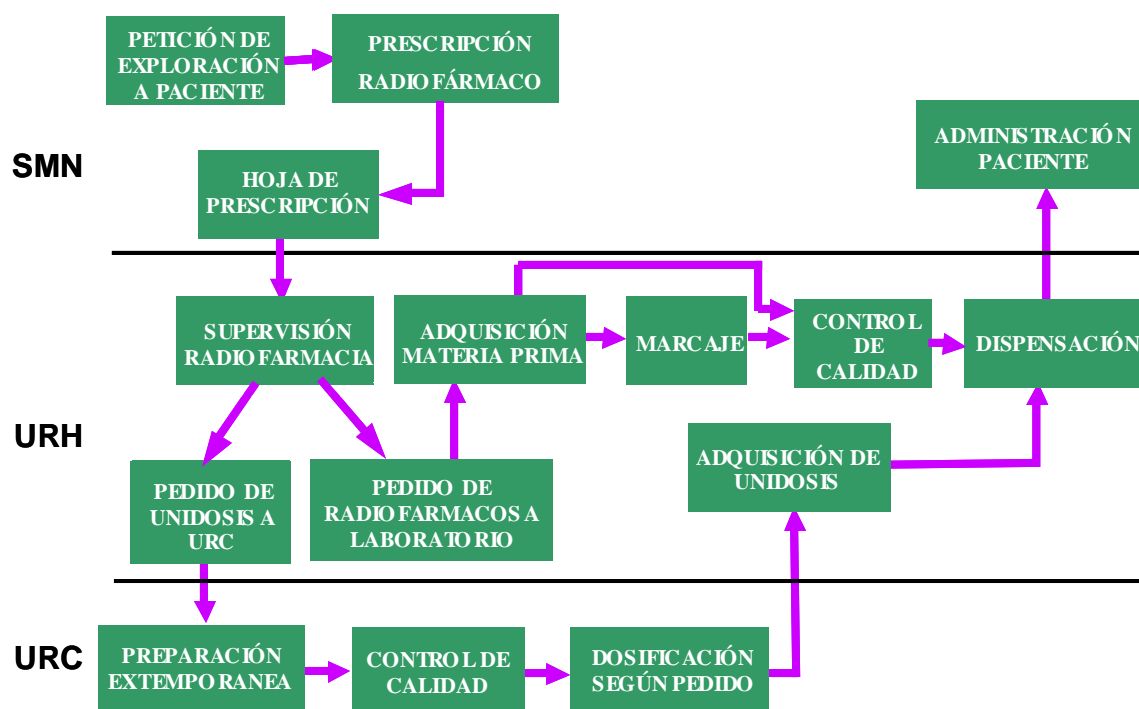 PETICIÓN DE
EXPLORACIÓN
A PACIENTE
PRESCRIPCIÓN
RADIOFÁRMACO
SMN
HOJA DE
PRESCRIPCIÓN
ADMINISTRACIÓN
PACIENTE
URH
SUPERVISIÓN
RADIOFARMACIA
ADQUISICIÓN
MATERIA PRIMA
MARCAJE
CONTROL
DE
CALIDAD
DISPENSACIÓN
PEDIDO DE
UNIDOSIS A
URC
PEDIDO DE
RADIOFARMACOS A
LABORATORIO
ADQUISICIÓN DE
UNIDOSIS
URC
PREPARACIÓN
EXTEMPORANEA
CONTROL DE
CALIDAD
DOSIFICACIÓN
SEGÚN PEDIDO